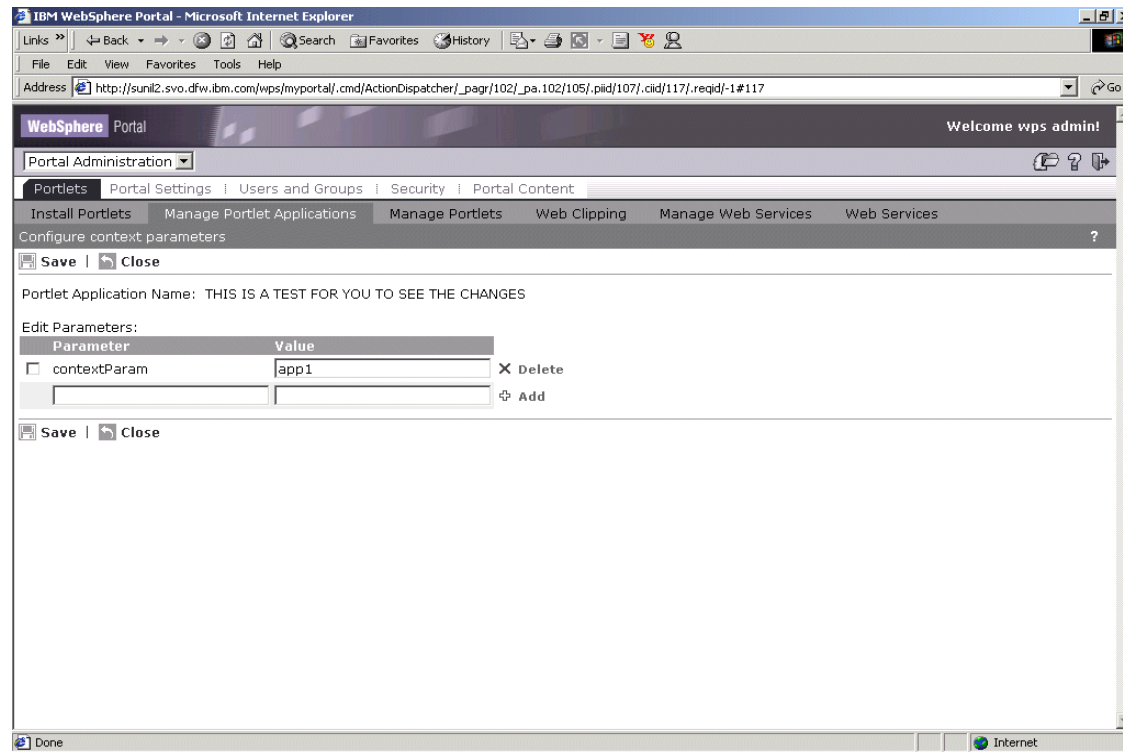 IBM WebSphere Portal - Microsoft Internet Explorer
Links » Back Search Favorites History
File Edit View Favorites Tools Help
Address http://sunil2.svo.dfw.ibm.com/wps/myportal/.cmd/ActionDispatcher/_pagr/102/_pa.102/105/.piid/107/.ciid/117/.reqid/-1#117 Go
WebSphere Portal Welcome wps admin!
Portal Administration ?
Portlets Portal Settings | Users and Groups | Security | Portal Content
Install Portlets Manage Portlet Applications Manage Portlets Web Clipping Manage Web Services Web Services
Configure context parameters ?
Save | Close
Portlet Application Name: THIS IS A TEST FOR YOU TO SEE THE CHANGES
Edit Parameters:
Parameter Value
contextParam app1 Delete
Add
Save | Close
Done Internet